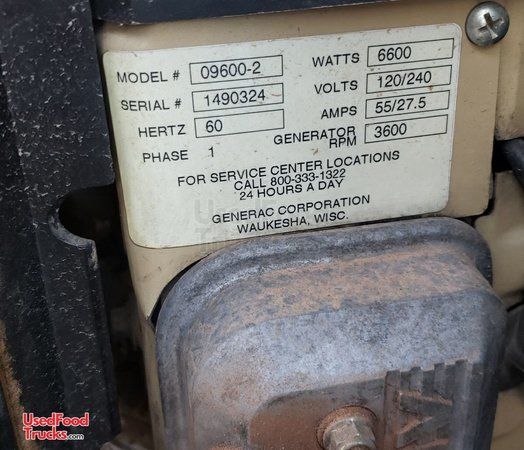 MODEL # 09600-2
SERIAL # 1490324
HERTZ 60
PHASE 1
WATTS 6600
VOLTS 120/240
AMPS 55/27.5
GENERATOR RPM 3600
FOR SERVICE CENTER LOCATIONS
CALL 800-333-1322
24 HOURS A DAY
GENERAC CORPORATION
WAUKESHA, WISC.
UsedFood
Trucks.com